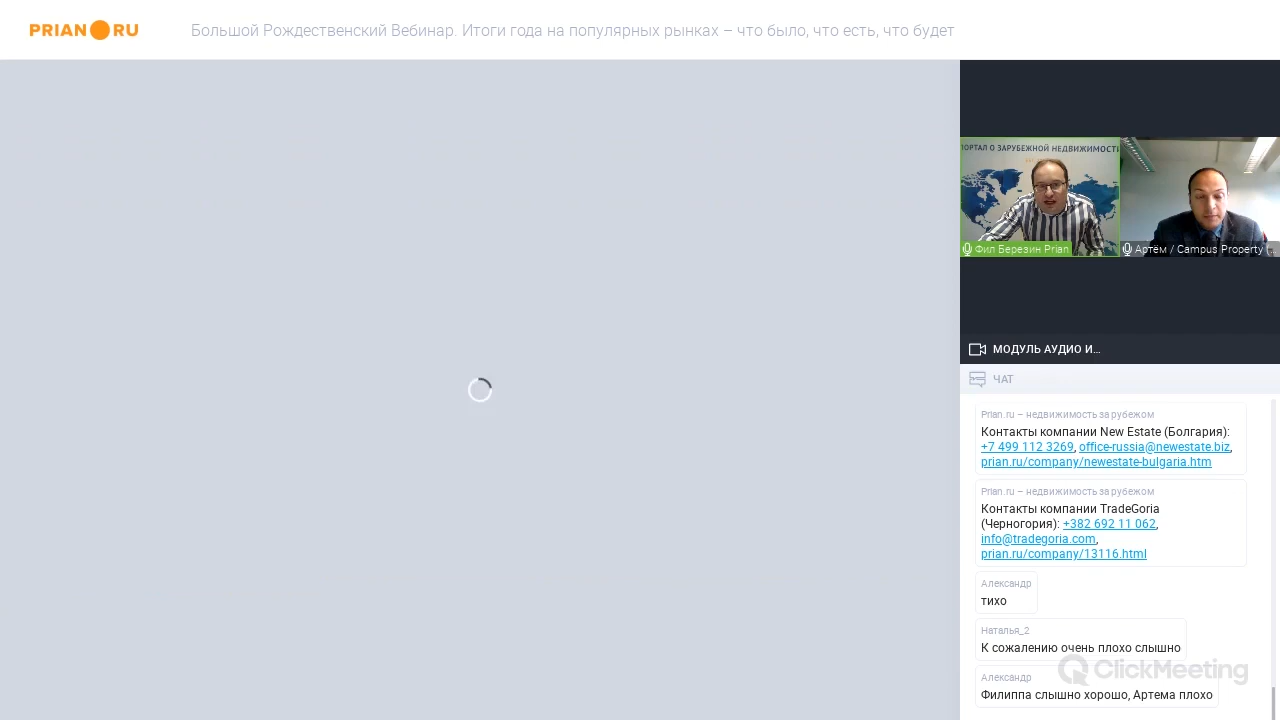 PRIAN RU
Большой Рождественский Вебинар. Итоги года на популярных рынках – что было, что есть, что будет
ПОРТАЛ О ЗАРУБЕЖНОЙ НЕДВИЖИМОСТИ
Фил Березин Prian
Артём / Campus Property (...
МОДУЛЬ АУДИО И...
ЧАТ
Prian.ru – недвижимость за рубежом
Контакты компании New Estate (Болгария):
+7 499 112 3269, office-russia@newestate.biz,
prian.ru/company/newestate-bulgaria.htm
Prian.ru – недвижимость за рубежом
Контакты компании TradeGoria
(Черногория): +382 692 11 062,
info@tradegoria.com,
prian.ru/company/13116.html
Александр
тихо
Наталья_2
К сожалению очень плохо слышно
Александр
Филиппа слышно хорошо, Артема плохо
ClickMeeting